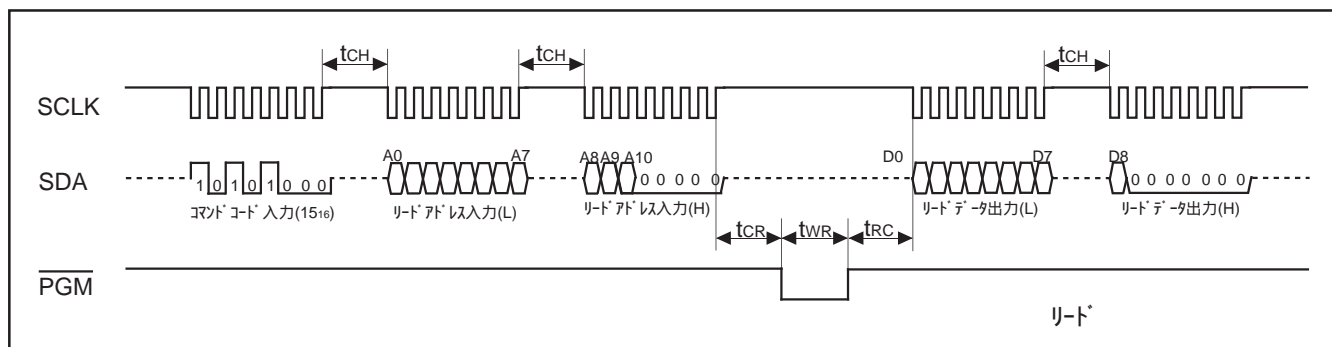 tCH tCH tCH
SCLK
A0 A7 A8 A9 A10 D0 D7 D8
SDA
1 0 1 0 1 0 0 0 0 0 0 0 0 0 0 0 0 0 0 0
コマンドコード入力(1516) リードアドレス入力(L) リードアドレス入力(H) リードデータ出力(L) リードデータ出力(H)
tCR tWR tRC
PGM
リード